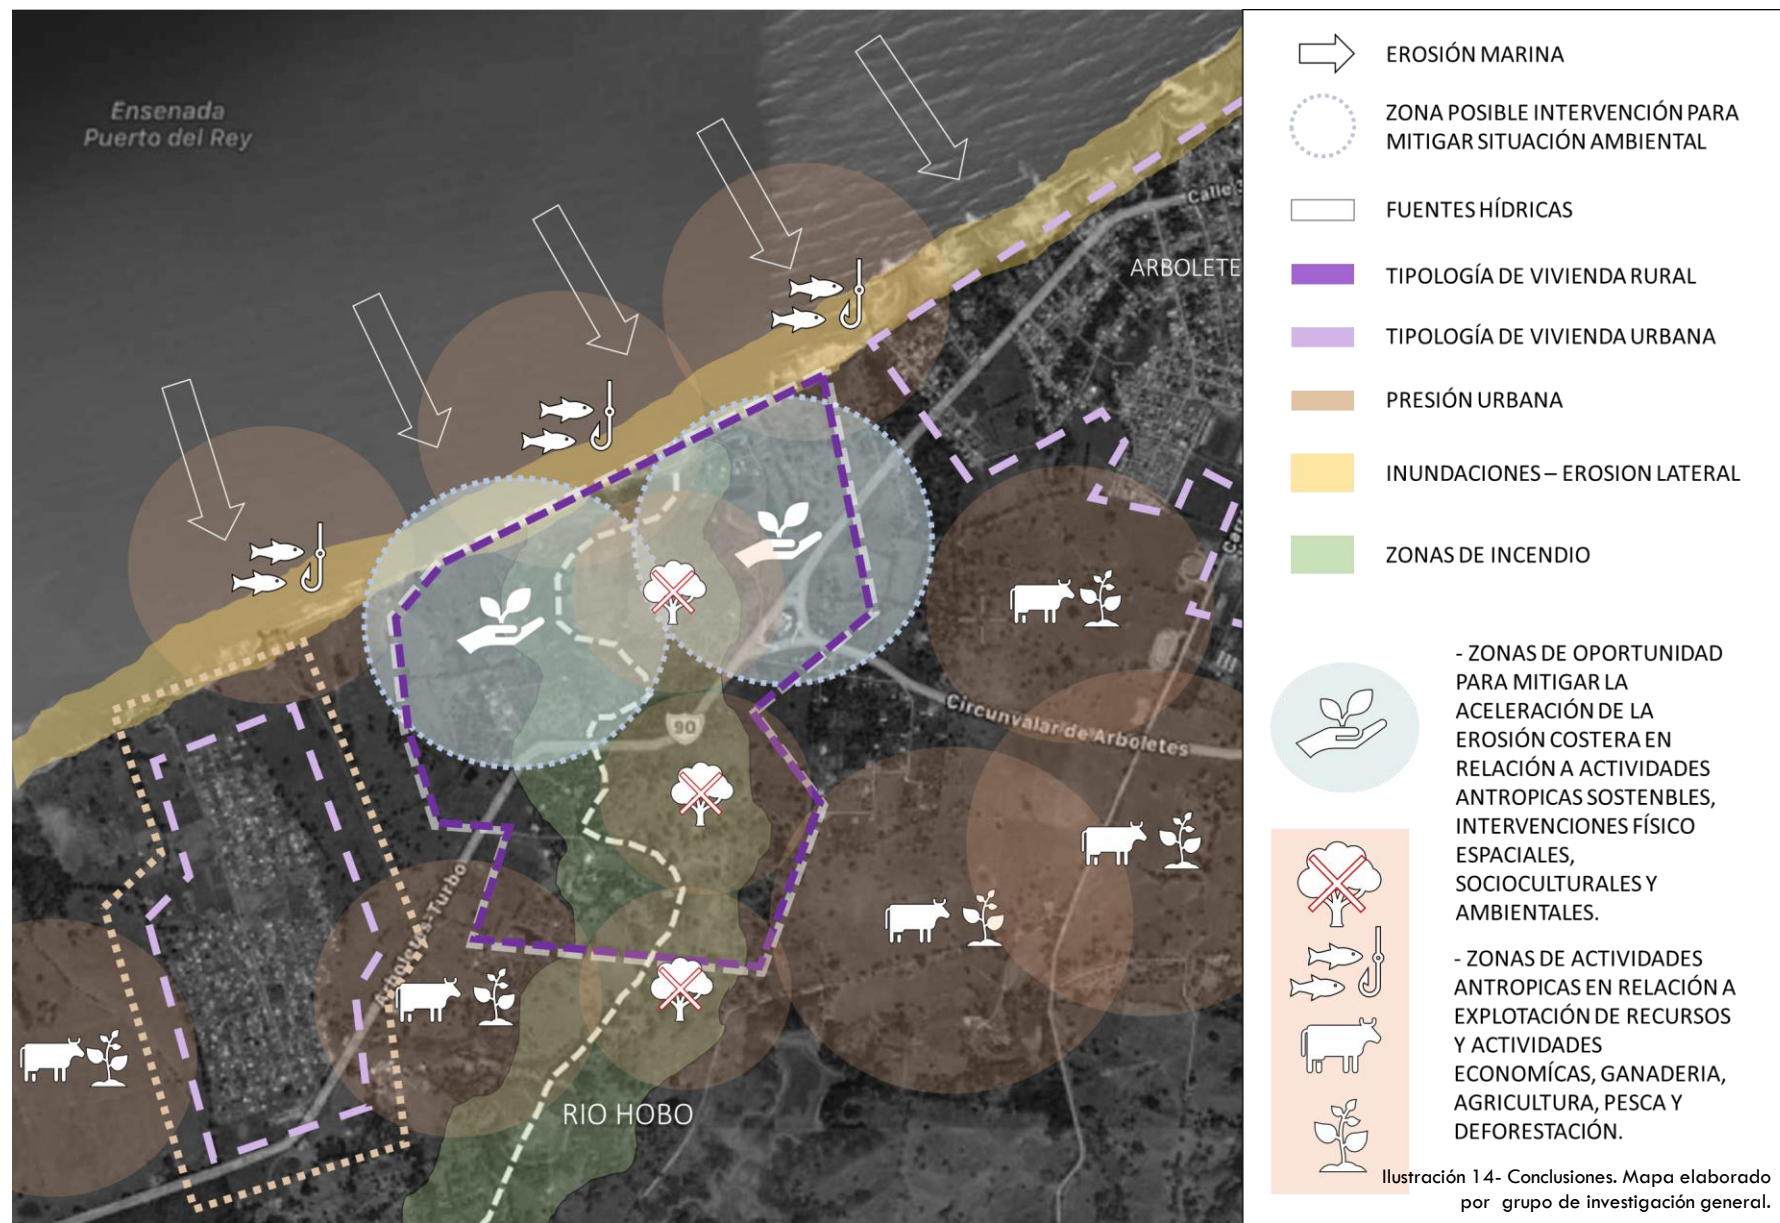 Ensenada
Puerto del Rey
Calle 3
ARBOLETE
90
Circunvalar de Arboletes
Arboletes-Turbo
RIO HOBO
EROSIÓN MARINA
ZONA POSIBLE INTERVENCIÓN PARA
MITIGAR SITUACIÓN AMBIENTAL
FUENTES HÍDRICAS
TIPOLOGÍA DE VIVIENDA RURAL
TIPOLOGÍA DE VIVIENDA URBANA
PRESIÓN URBANA
INUNDACIONES – EROSION LATERAL
ZONAS DE INCENDIO
- ZONAS DE OPORTUNIDAD
PARA MITIGAR LA
ACELERACIÓN DE LA
EROSIÓN COSTERA EN
RELACIÓN A ACTIVIDADES
ANTROPICAS SOSTENBLES,
INTERVENCIONES FÍSICO
ESPACIALES,
SOCIOCULTURALES Y
AMBIENTALES.
- ZONAS DE ACTIVIDADES
ANTROPICAS EN RELACIÓN A
EXPLOTACIÓN DE RECURSOS
Y ACTIVIDADES
ECONOMÍCAS, GANADERIA,
AGRICULTURA, PESCA Y
DEFORESTACIÓN.
Ilustración 14- Conclusiones. Mapa elaborado
por grupo de investigación general.